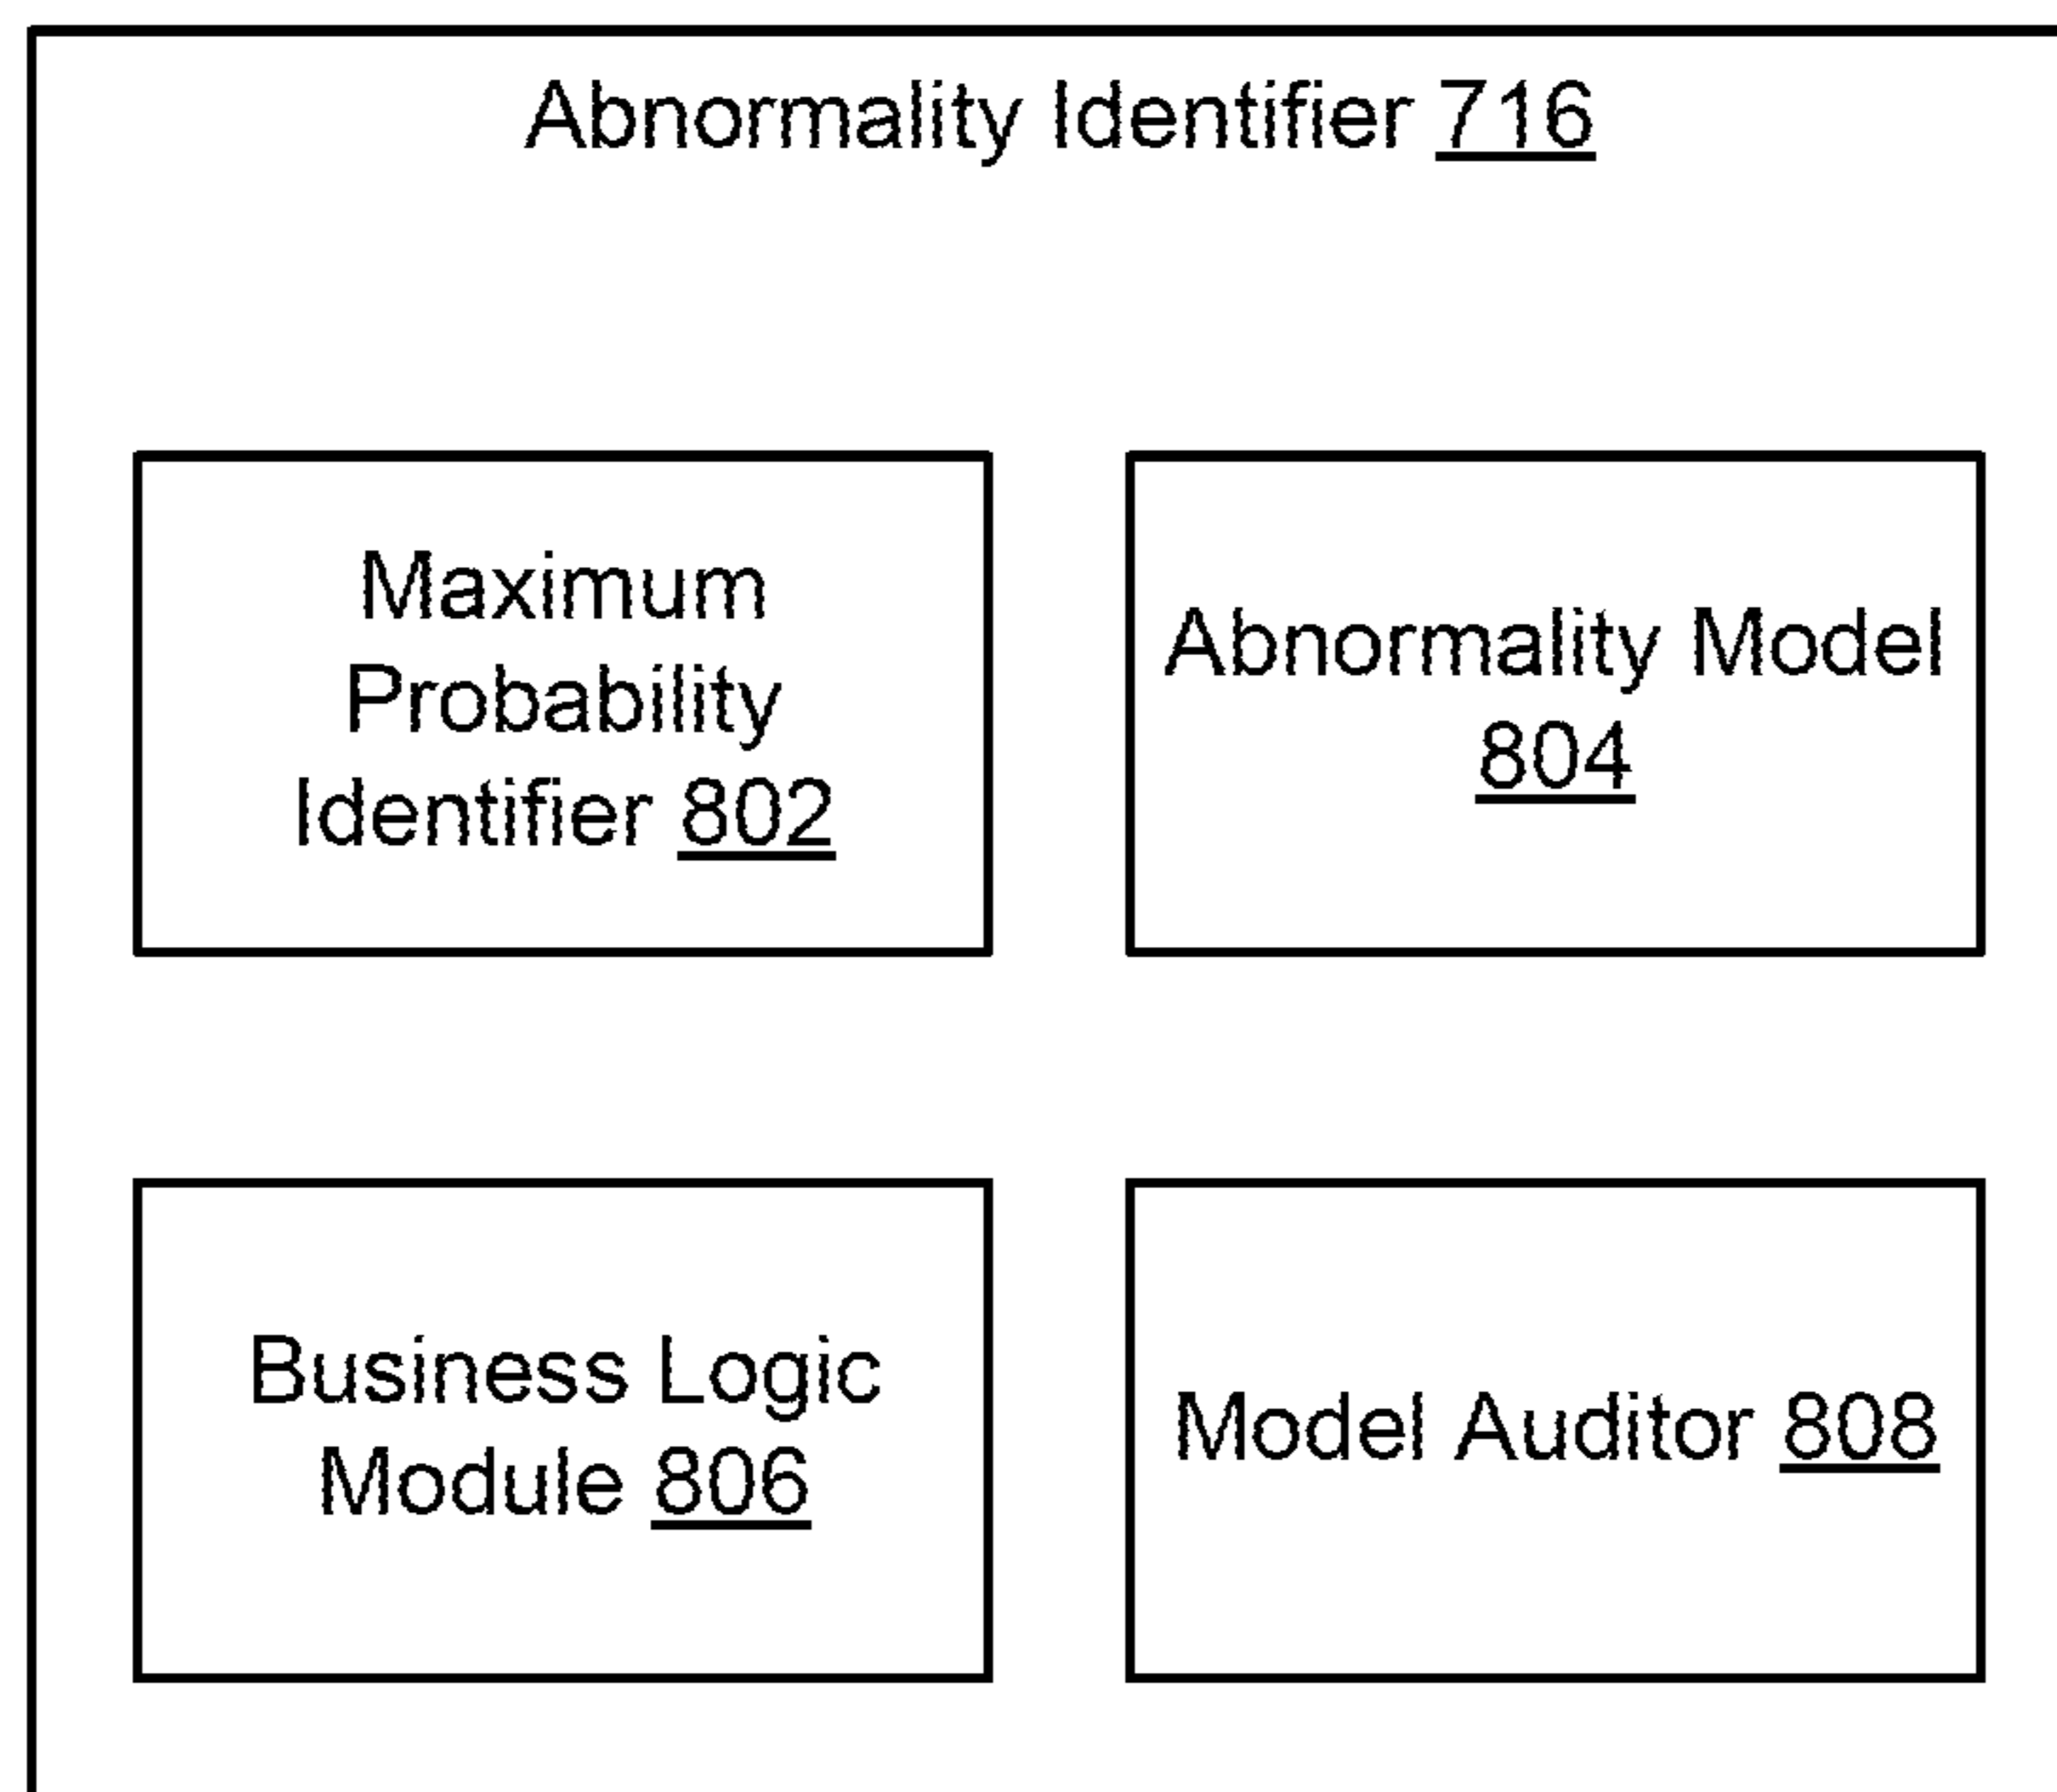 Abnormality Identifier 716
Maximum
Probability
Identifier 802
Abnormality Model
804
Business Logic
Module 806
Model Auditor 808